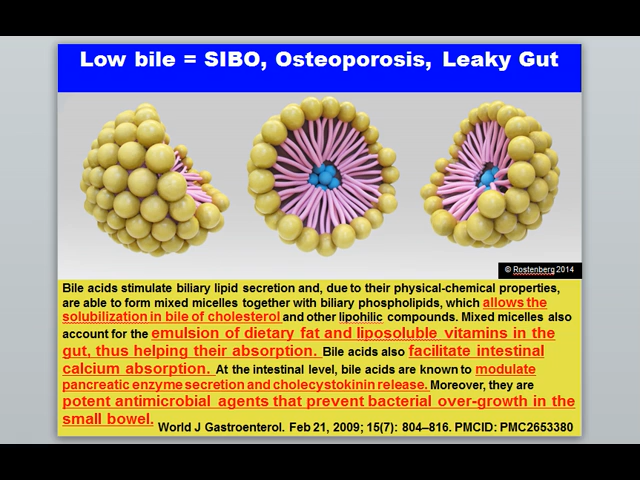 Low bile = SIBO, Osteoporosis, Leaky Gut
© Rostenberg 2014
Bile acids stimulate biliary lipid secretion and, due to their physical-chemical properties,
are able to form mixed micelles together with biliary phospholipids, which allows the
solubilization in bile of cholesterol and other lipohilic compounds. Mixed micelles also
account for the emulsion of dietary fat and liposoluble vitamins in the
gut, thus helping their absorption. Bile acids also facilitate intestinal
calcium absorption. At the intestinal level, bile acids are known to modulate
pancreatic enzyme secretion and cholecystokinin release. Moreover, they are
potent antimicrobial agents that prevent bacterial over-growth in the
small bowel. World J Gastroenterol. Feb 21, 2009; 15(7): 804–816. PMCID: PMC2653380